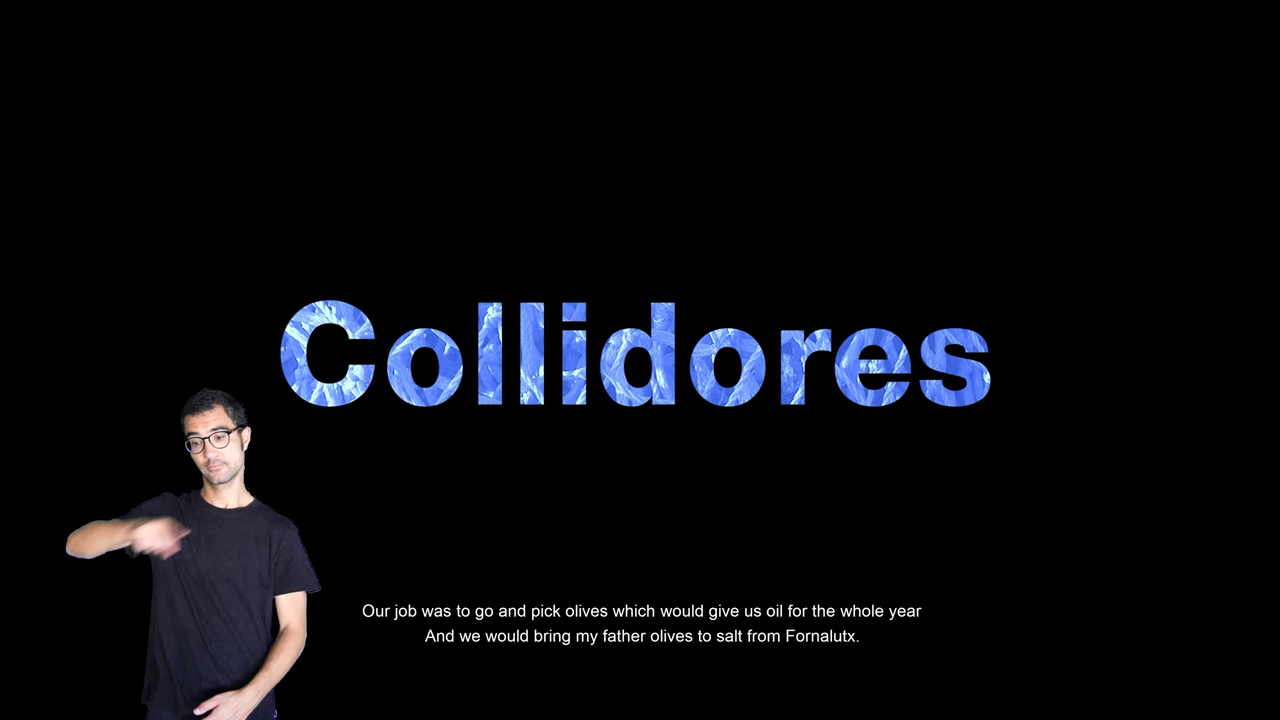 Collidores
Our job was to go and pick olives which would give us oil for the whole year
And we would bring my father olives to salt from Fornalutx.